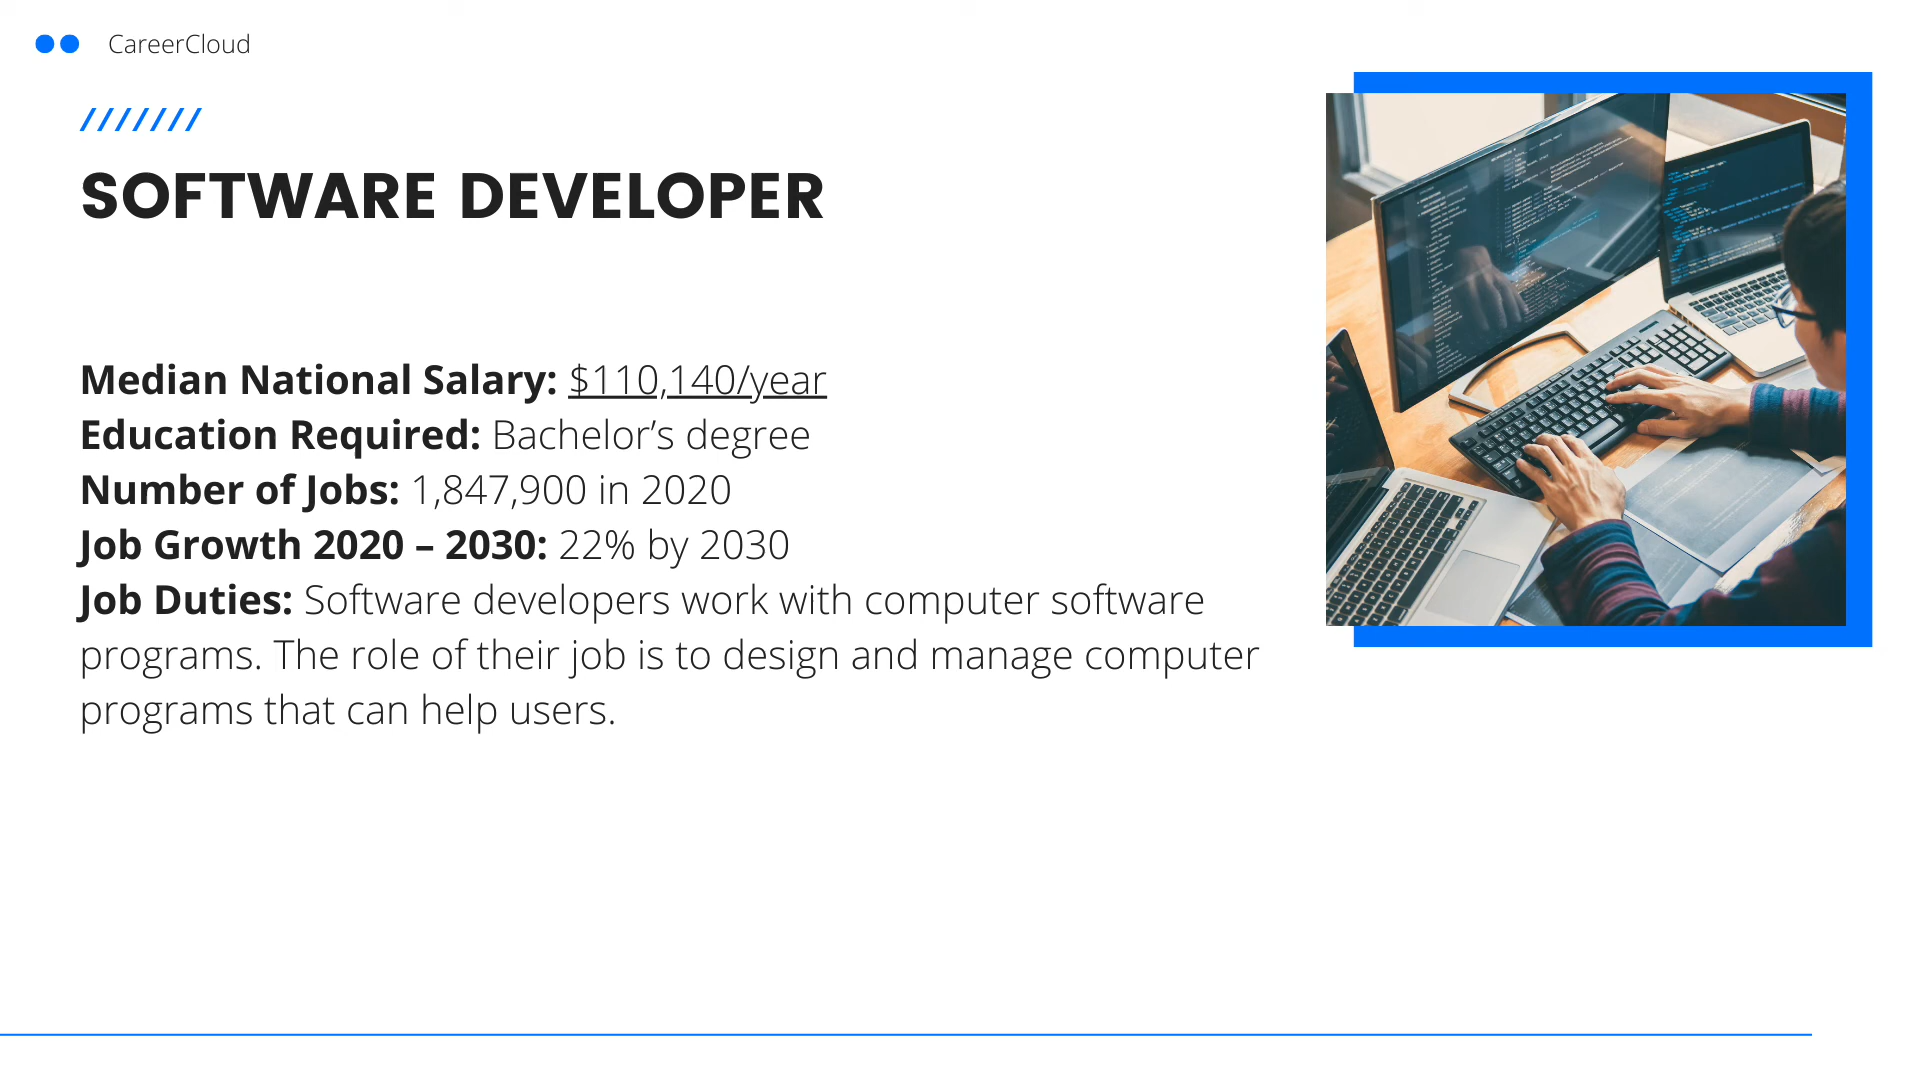 CareerCloud
///////
SOFTWARE DEVELOPER
Median National Salary: $110,140/year
Education Required: Bachelor’s degree
Number of Jobs: 1,847,900 in 2020
Job Growth 2020 – 2030: 22% by 2030
Job Duties: Software developers work with computer software
programs. The role of their job is to design and manage computer
programs that can help users.